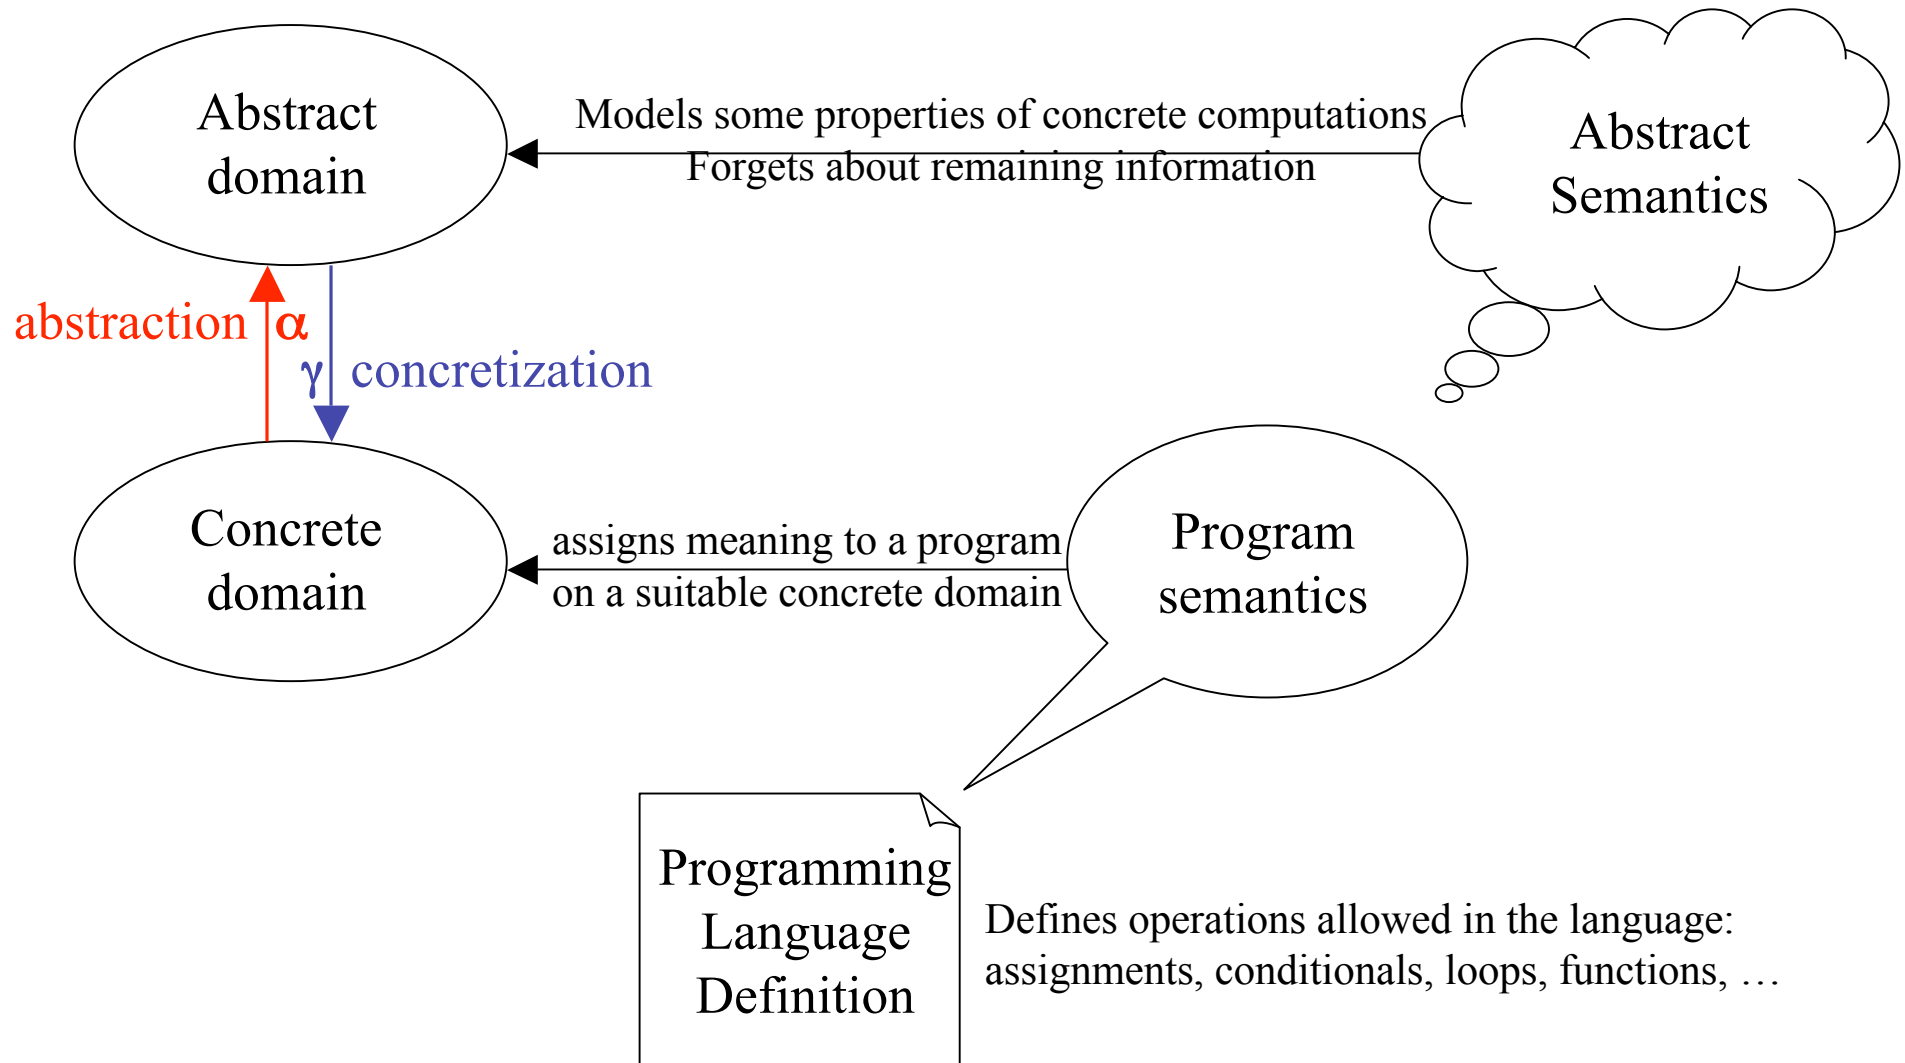 Abstract
domain
Models some properties of concrete computations
Forgets about remaining information
Abstract
Semantics
abstraction α
γ concretization
Concrete
domain
assigns meaning to a program
on a suitable concrete domain
Program
semantics
Programming
Language
Definition
Defines operations allowed in the language:
assignments, conditionals, loops, functions, …